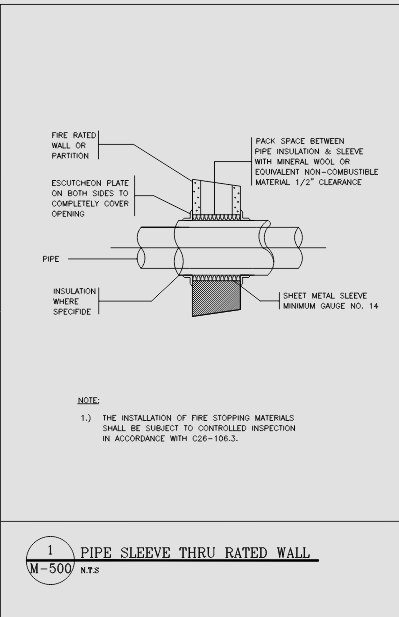 FIRE RATED
WALL OR
PARTITION
PACK SPACE BETWEEN
PIPE INSULATION & SLEEVE
WITH MINERAL WOOL OR
EQUIVALENT NON-COMBUSTIBLE
MATERIAL 1/2" CLEARANCE
ESCUTCHEON PLATE
ON BOTH SIDES TO
COMPLETELY COVER
OPENING
PIPE
INSULATION
WHERE
SPECIFIDE
SHEET METAL SLEEVE
MINIMUM GAUGE NO. 14
NOTE:
1.) THE INSTALLATION OF FIRE STOPPING MATERIALS
SHALL BE SUBJECT TO CONTROLLED INSPECTION
IN ACCORDANCE WITH C26-106.3.
1
PIPE SLEEVE THRU RATED WALL
M-500
N.T.S